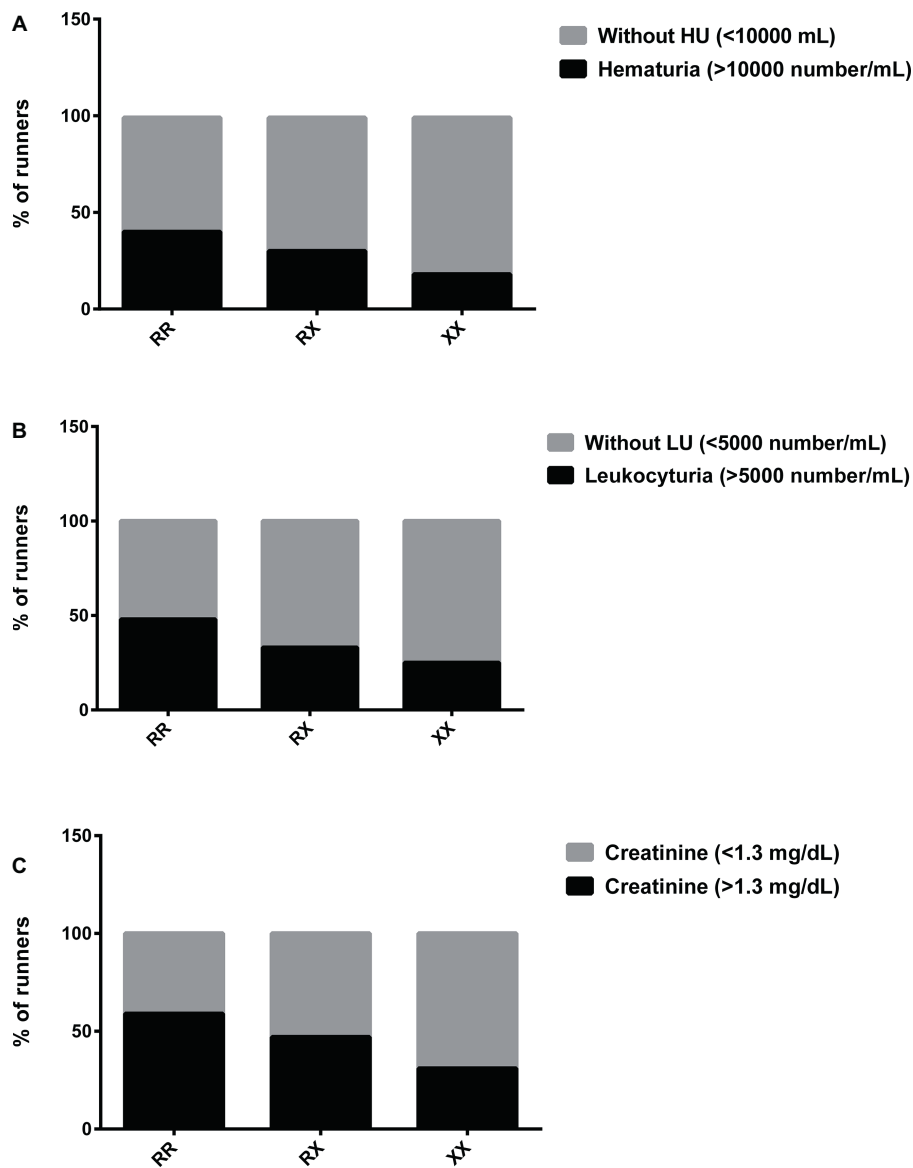 A
150
100
50
0
% of runners
RR
RX
XX
Without HU (<10000 mL)
Hematuria (>10000 number/mL)
B
150
100
50
0
% of runners
RR
RX
XX
Without LU (<5000 number/mL)
Leukocyturia (>5000 number/mL)
C
150
100
50
0
% of runners
RR
RX
XX
Creatinine (<1.3 mg/dL)
Creatinine (>1.3 mg/dL)